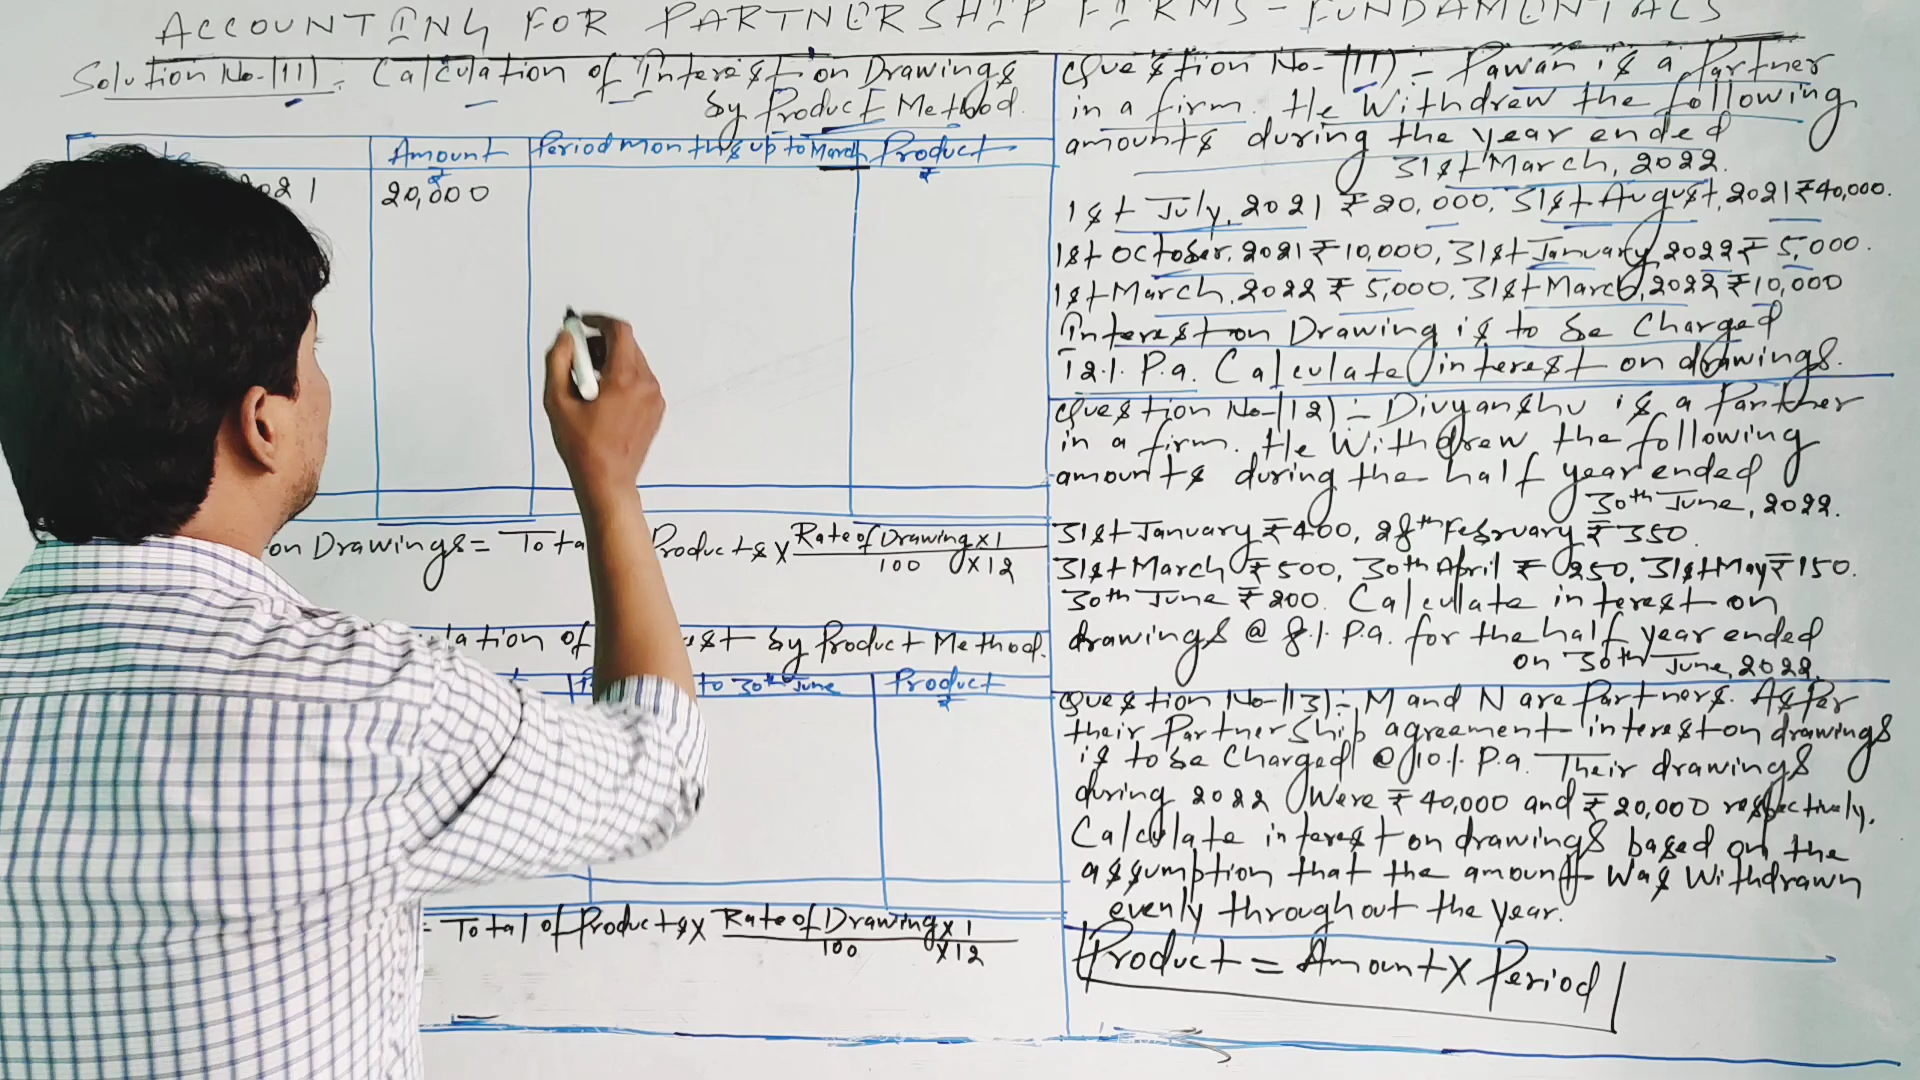 ACCOUNTING FOR PARTNERSHIP FIRMS - FUNDAMENTALS
Solution No-(11) :- Calculation of Interest on Drawings
by Product Method.
Amount Period months up to March Product
₹ ₹
2021 20,000
on Drawings = Total Products x Rate of Drawing x 1
100 x 12
lation of by Product Method.
to 30th June Product
₹
= Total of Products x Rate of Drawing x 1
100 x 12
Question No-(11) :- Pawan is a Partner
in a firm. He Withdrew the following
amounts during the year ended
31st March, 2022.
1st July, 2021 ₹ 20,000, 31st August, 2021 ₹40,000.
1st October, 2021 ₹ 10,000, 31st January, 2022 ₹ 5,000.
1st March, 2022 ₹ 5,000, 31st March, 2022 ₹10,000
Interest on Drawing is to be Charged
12% P.a. Calculate interest on drawings.
Question No-(12) :- Divyanshu is a Partner
in a firm. He Withdrew the following
amounts during the half year ended
30th June, 2022.
31st January ₹400, 28th February ₹ 350.
31st March ₹500, 30th April ₹ 250, 31st May ₹150.
30th June ₹200. Calculate interest on
drawings @ 8% P.a. for the half year ended
on 30th June, 2022.
Question No-(13) :- M and N are Partners. As Per
their Partnership agreement interest on drawings
is to be Charged @ 10% P.a. Their drawings
during 2022 Were ₹ 40,000 and ₹ 20,000 respectively.
Calculate interest on drawings based on the
assumption that the amount Was Withdrawn
evenly throughout the year.
Product = Amount x Period